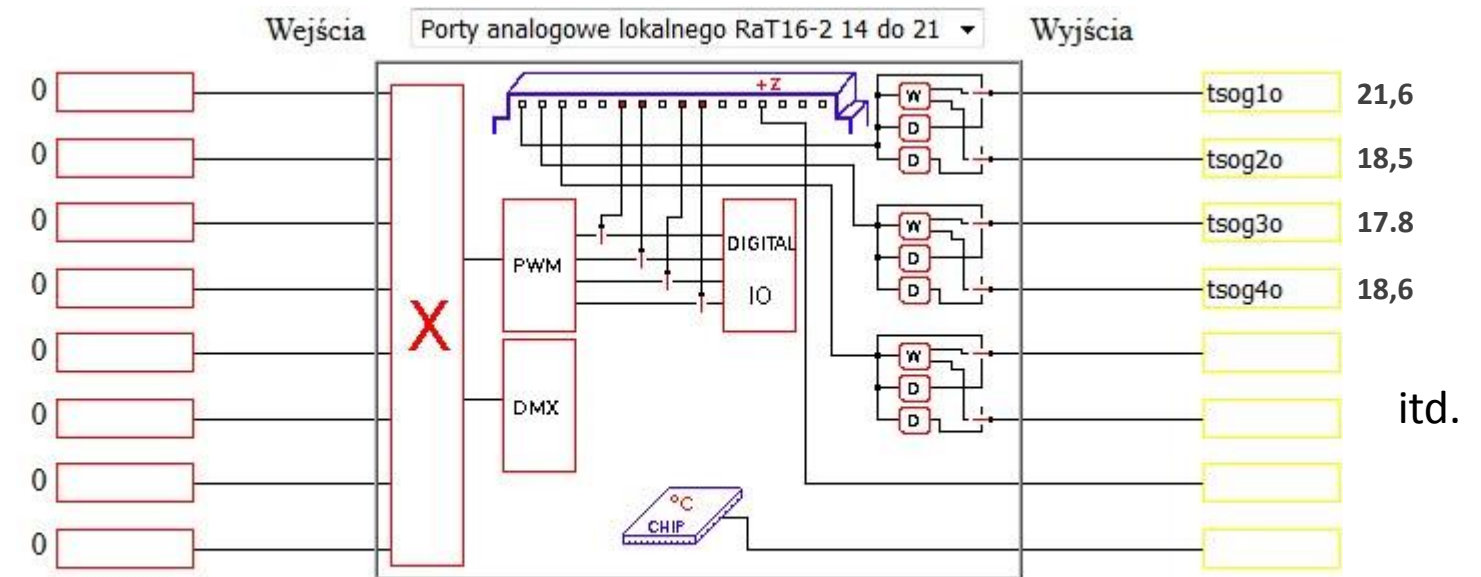 Wejścia Porty analogowe lokalnego RaT16-2 14 do 21 Wyjścia
0 +Z W tsog1o 21,6
D
0 D tsog2o 18,5
0 W tsog3o 17.8
PWM DIGITAL D
0 IO D tsog4o 18,6
X
0 W
D
0 DMX D itd.
0
°C
CHIP
0